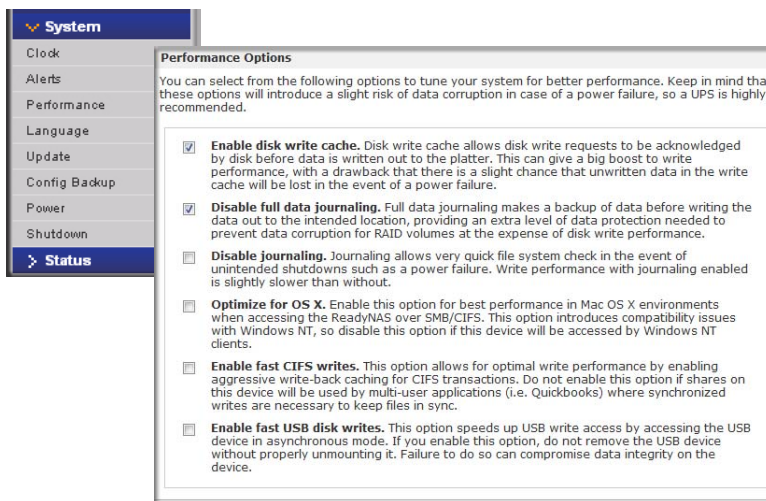 System
Clock
Alerts
Performance
Language
Update
Config Backup
Power
Shutdown
Status
Performance Options
You can select from the following options to tune your system for better performance. Keep in mind tha
these options will introduce a slight risk of data corruption in case of a power failure, so a UPS is highly
recommended.
Enable disk write cache. Disk write cache allows disk write requests to be acknowledged
by disk before data is written out to the platter. This can give a big boost to write
performance, with a drawback that there is a slight chance that unwritten data in the write
cache will be lost in the event of a power failure.
Disable full data journaling. Full data journaling makes a backup of data before writing the
data out to the intended location, providing an extra level of data protection needed to
prevent data corruption for RAID volumes at the expense of disk write performance.
Disable journaling. Journaling allows very quick file system check in the event of
unintended shutdowns such as a power failure. Write performance with journaling enabled
is slightly slower than without.
Optimize for OS X. Enable this option for best performance in Mac OS X environments
when accessing the ReadyNAS over SMB/CIFS. This option introduces compatibility issues
with Windows NT, so disable this option if this device will be accessed by Windows NT
clients.
Enable fast CIFS writes. This option allows for optimal write performance by enabling
aggressive write-back caching for CIFS transactions. Do not enable this option if shares on
this device will be used by multi-user applications (i.e. Quickbooks) where synchronized
writes are necessary to keep files in sync.
Enable fast USB disk writes. This option speeds up USB write access by accessing the USB
device in asynchronous mode. If you enable this option, do not remove the USB device
without properly unmounting it. Failure to do so can compromise data integrity on the
device.